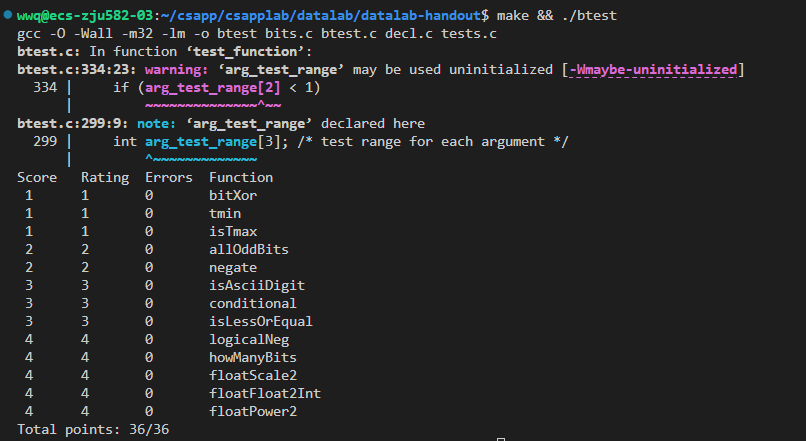 wwq@ecs-zju582-03:~/csapp/csapplab/datalab/datalab-handout$ make && ./btest
gcc -O -Wall -m32 -lm -o btest bits.c btest.c decl.c tests.c
btest.c: In function ‘test_function’:
btest.c:334:23: warning: ‘arg_test_range’ may be used uninitialized [-Wmaybe-uninitialized]
  334 |     if (arg_test_range[2] < 1)
      |         ~~~~~~~~~~~~~~^~~
btest.c:299:9: note: ‘arg_test_range’ declared here
  299 |     int arg_test_range[3]; /* test range for each argument */
      |         ^~~~~~~~~~~~~~
Score	Rating	Errors	Function
 1	1	0	bitXor
 1	1	0	tmin
 1	1	0	isTmax
 2	2	0	allOddBits
 2	2	0	negate
 3	3	0	isAsciiDigit
 3	3	0	conditional
 3	3	0	isLessOrEqual
 4	4	0	logicalNeg
 4	4	0	howManyBits
 4	4	0	floatScale2
 4	4	0	floatFloat2Int
 4	4	0	floatPower2
Total points: 36/36